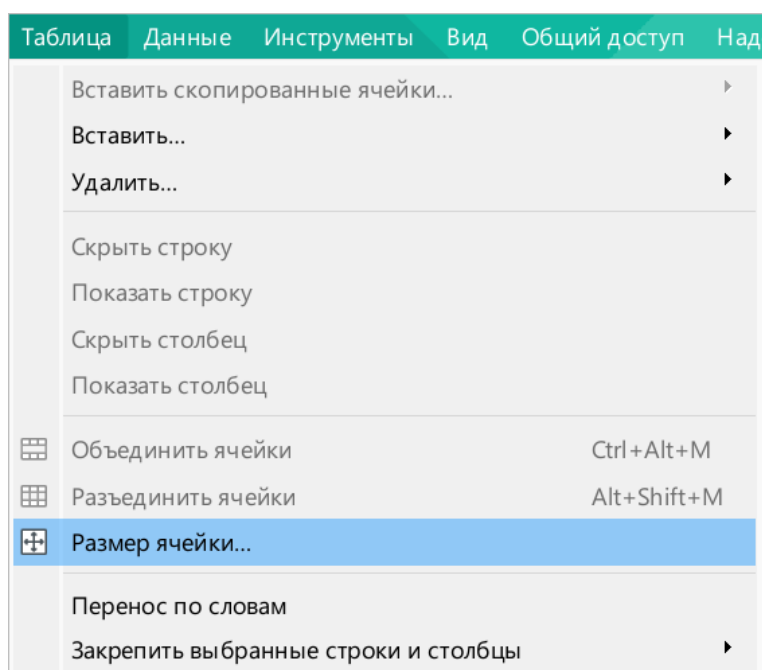 Таблица Данные Инструменты Вид Общий доступ Над
Вставить скопированные ячейки...
Вставить...
Удалить...
Скрыть строку
Показать строку
Скрыть столбец
Показать столбец
Объединить ячейки Ctrl+Alt+M
Разъединить ячейки Alt+Shift+M
Размер ячейки...
Перенос по словам
Закрепить выбранные строки и столбцы